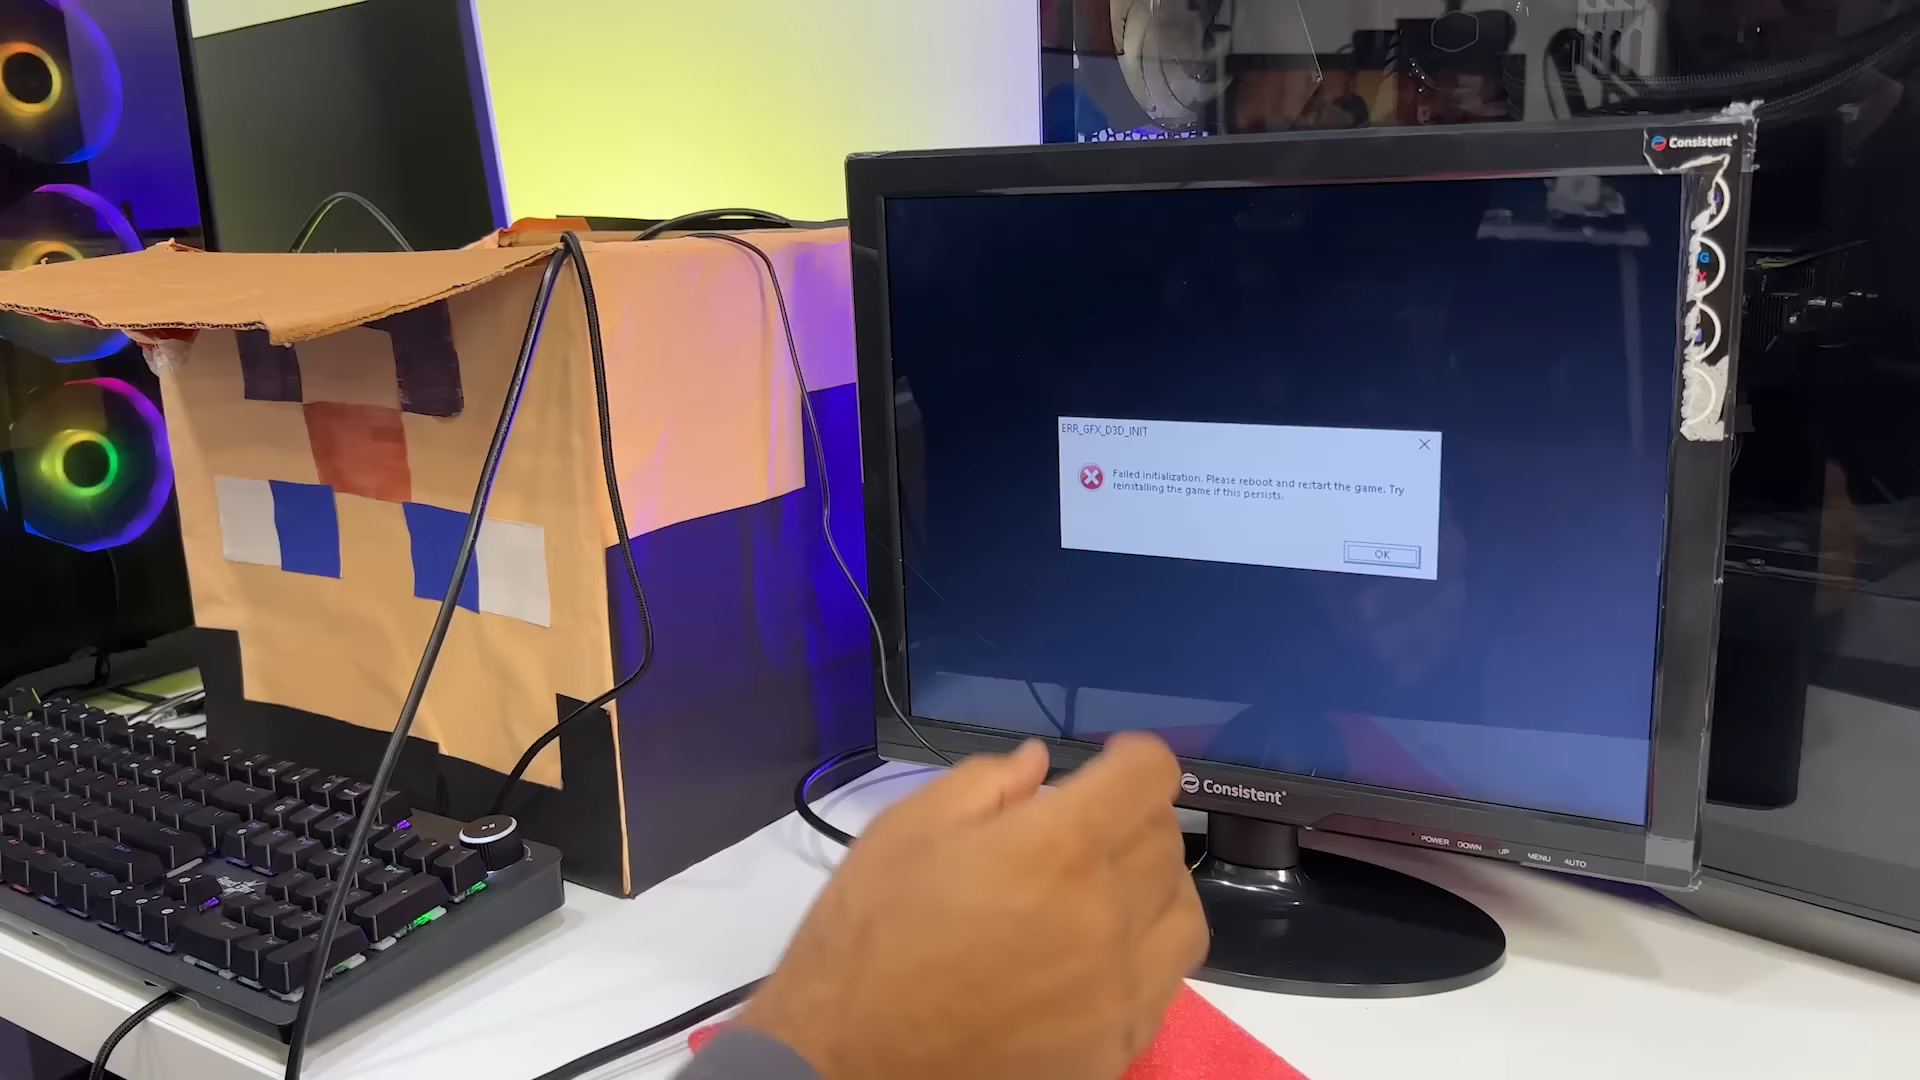 Consistent
ERR_GFX_D3D_INIT
Failed initialization. Please reboot and restart the game. Try
reinstalling the game if this persists.
OK
Consistent
POWER DOWN UP MENU AUTO